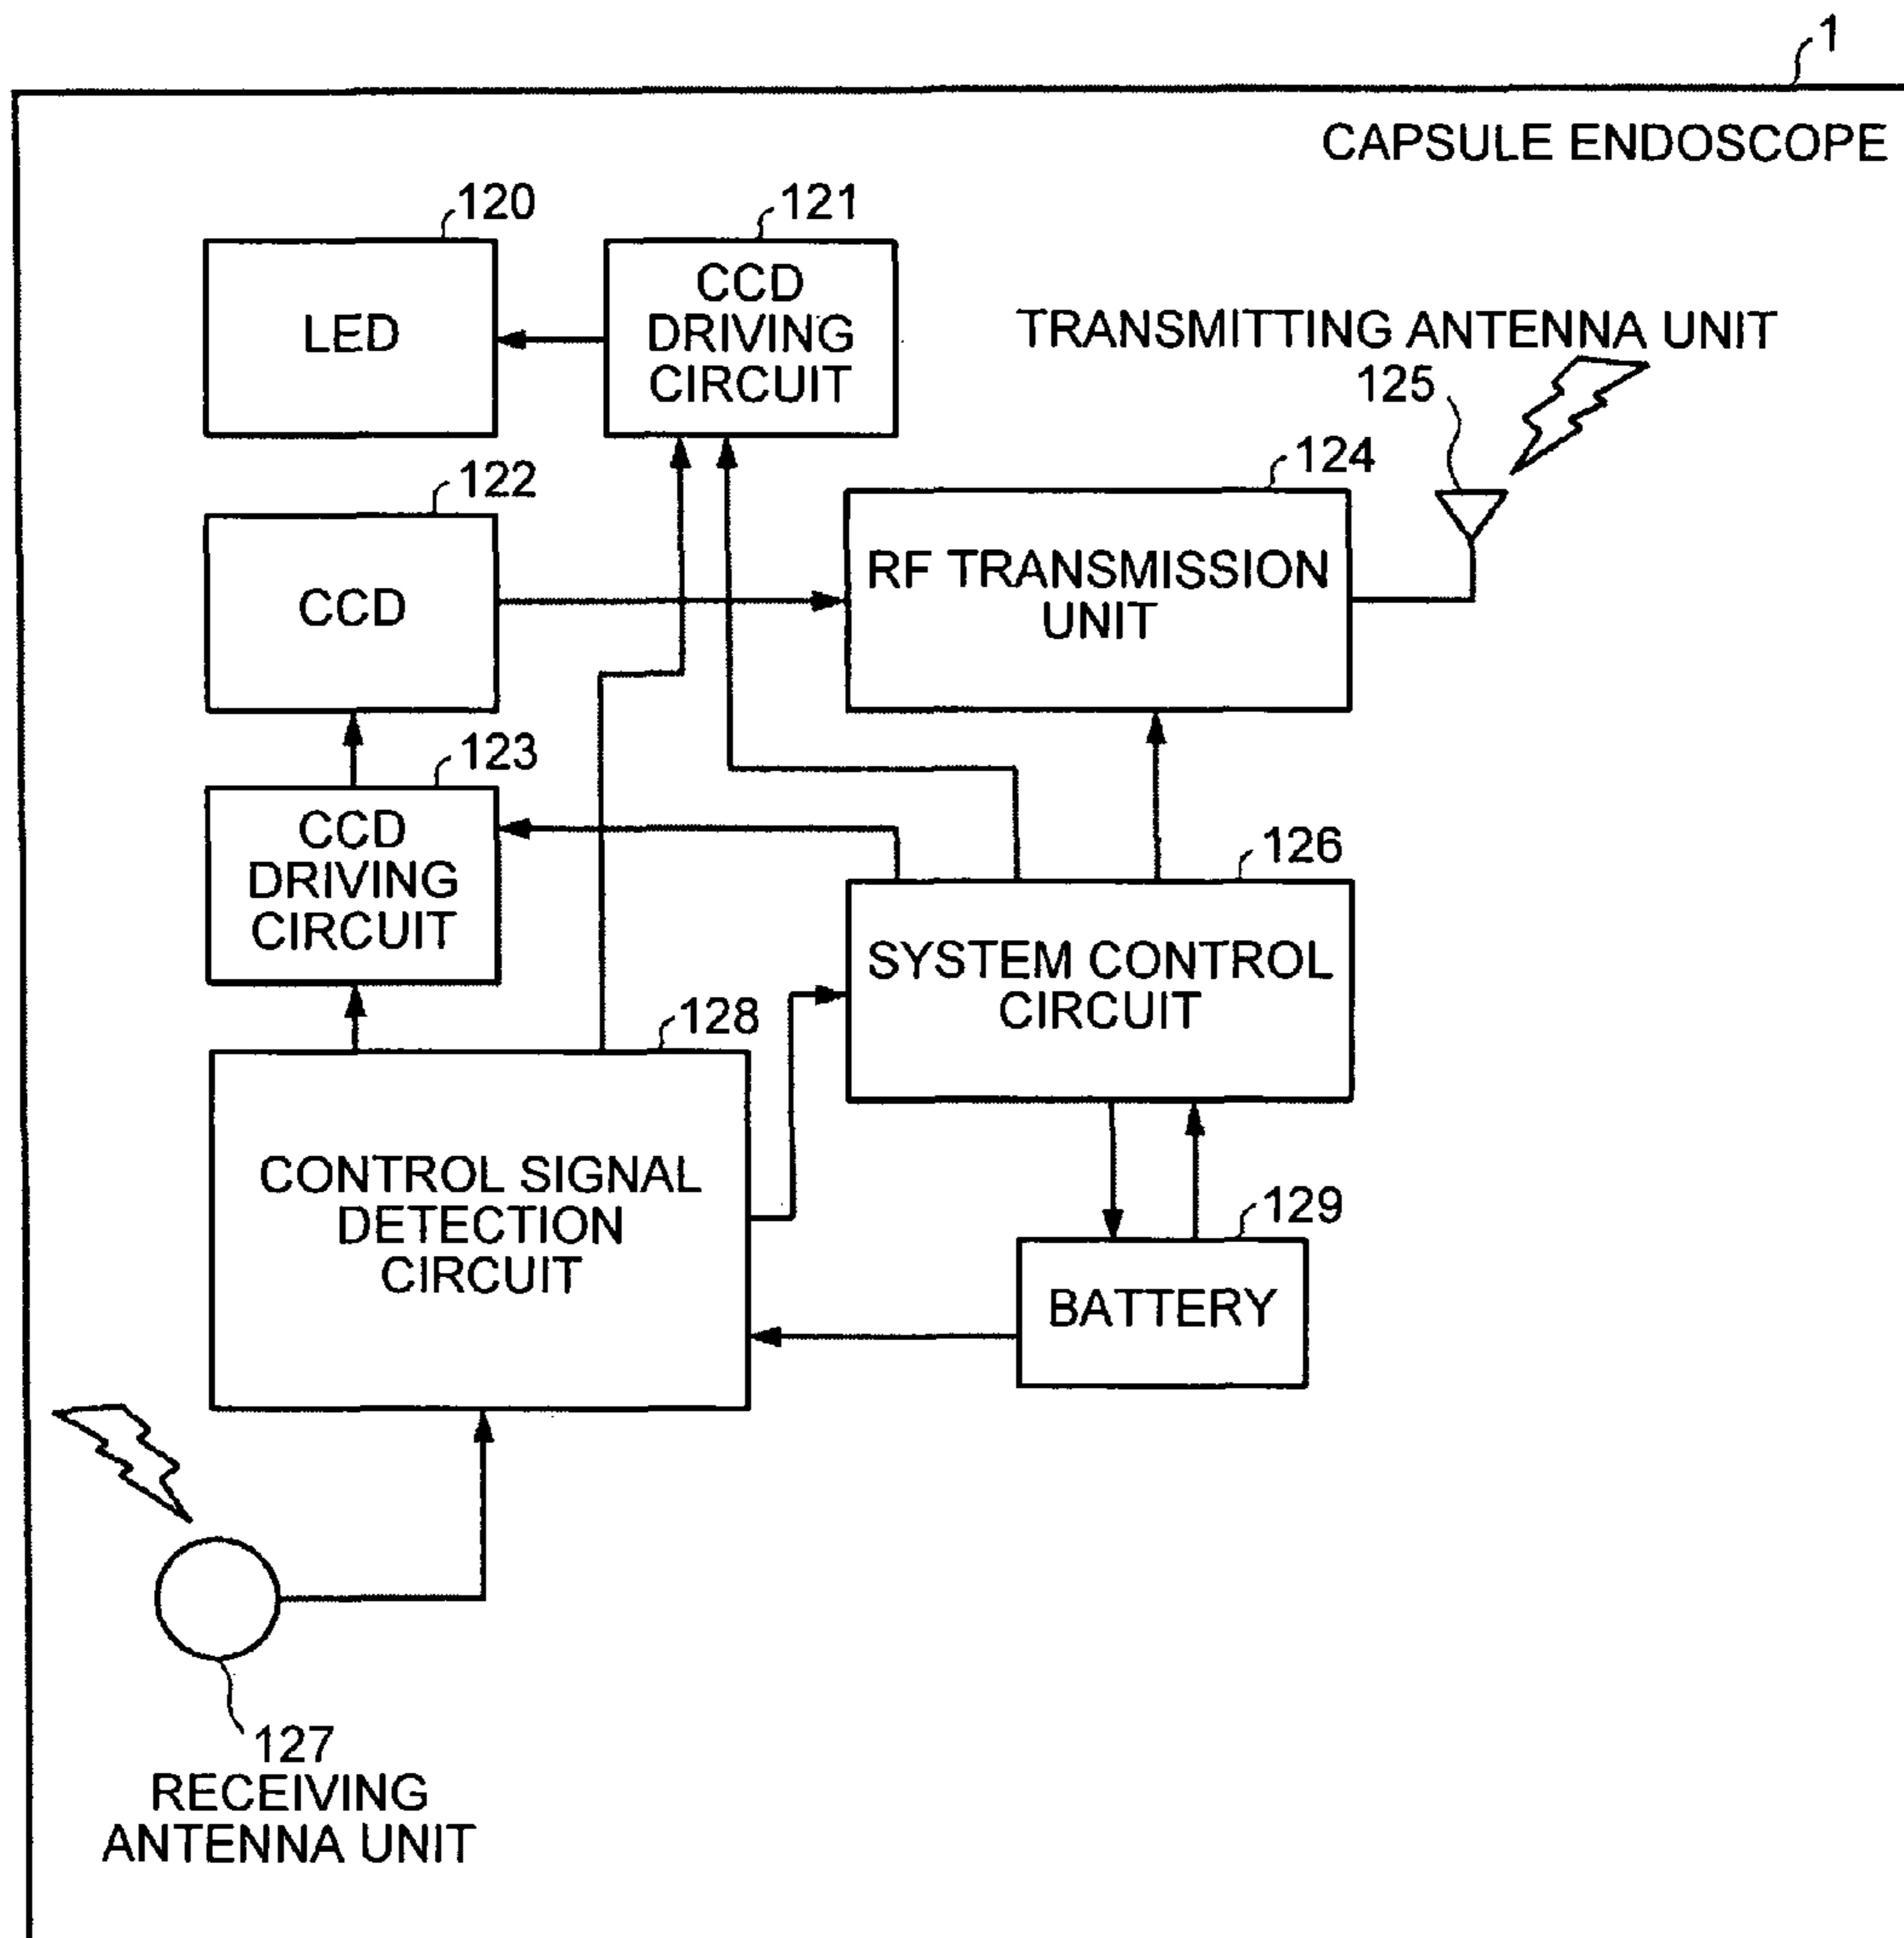 1
CAPSULE ENDOSCOPE
120
121
LED
CCD
DRIVING
CIRCUIT
TRANSMITTING ANTENNA UNIT
125
122
124
CCD
RF TRANSMISSION
UNIT
123
CCD
DRIVING
CIRCUIT
126
SYSTEM CONTROL
CIRCUIT
128
CONTROL SIGNAL
DETECTION
CIRCUIT
129
BATTERY
127
RECEIVING
ANTENNA UNIT